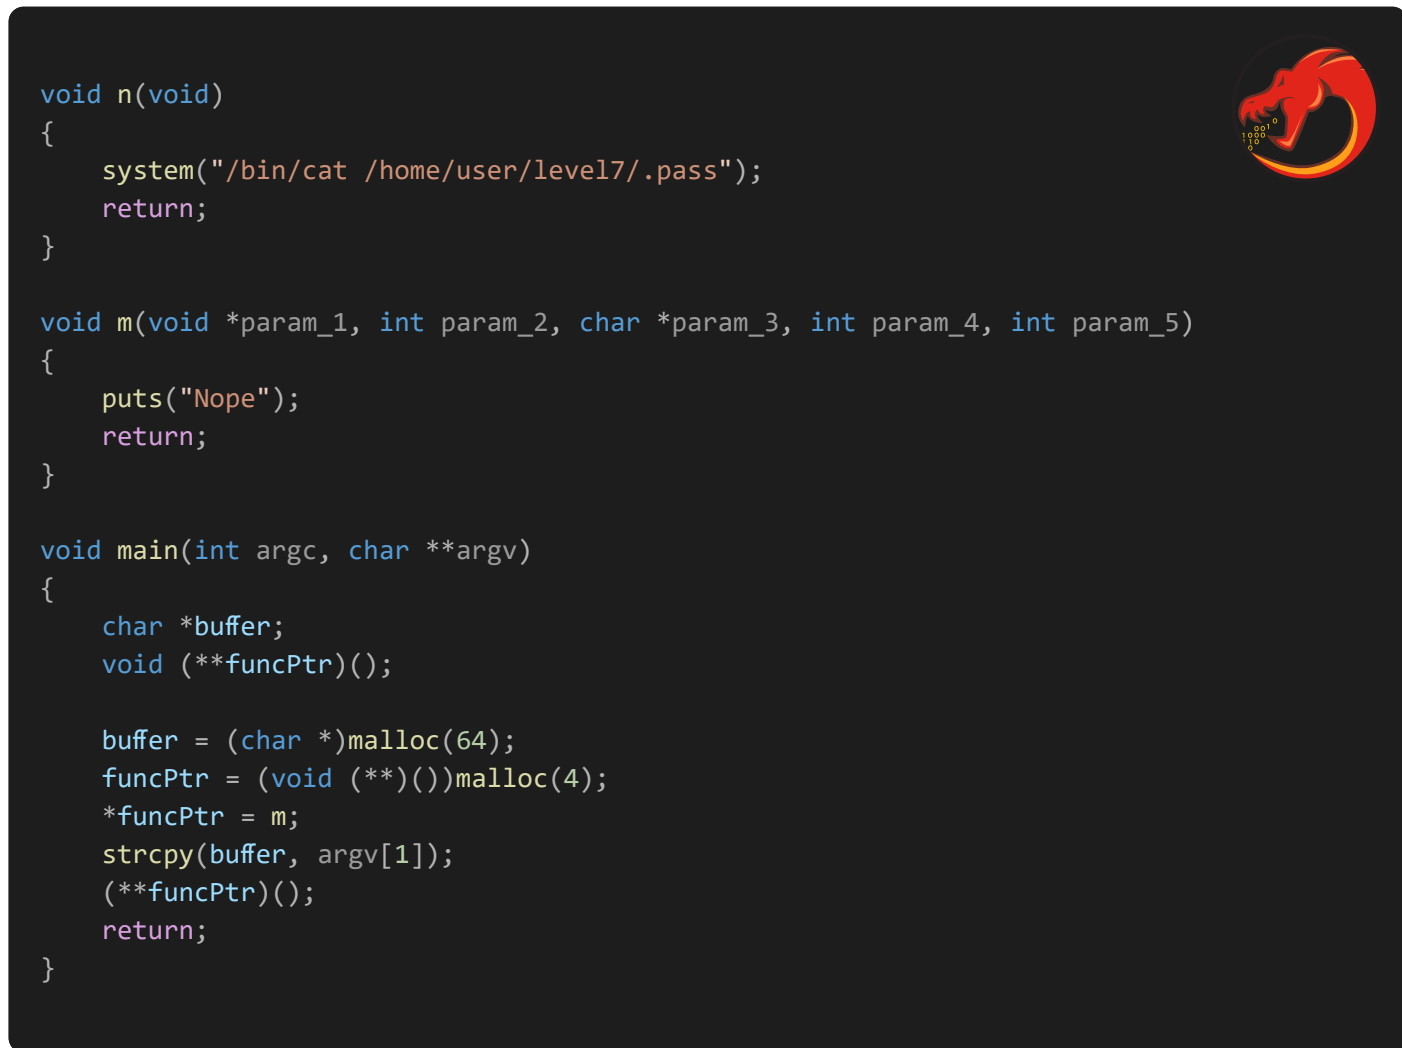 void n(void)
{
    system("/bin/cat /home/user/level7/.pass");
    return;
}

void m(void *param_1, int param_2, char *param_3, int param_4, int param_5)
{
    puts("Nope");
    return;
}

void main(int argc, char **argv)
{
    char *buffer;
    void (**funcPtr)();

    buffer = (char *)malloc(64);
    funcPtr = (void (**)())malloc(4);
    *funcPtr = m;
    strcpy(buffer, argv[1]);
    (**funcPtr)();
    return;
}